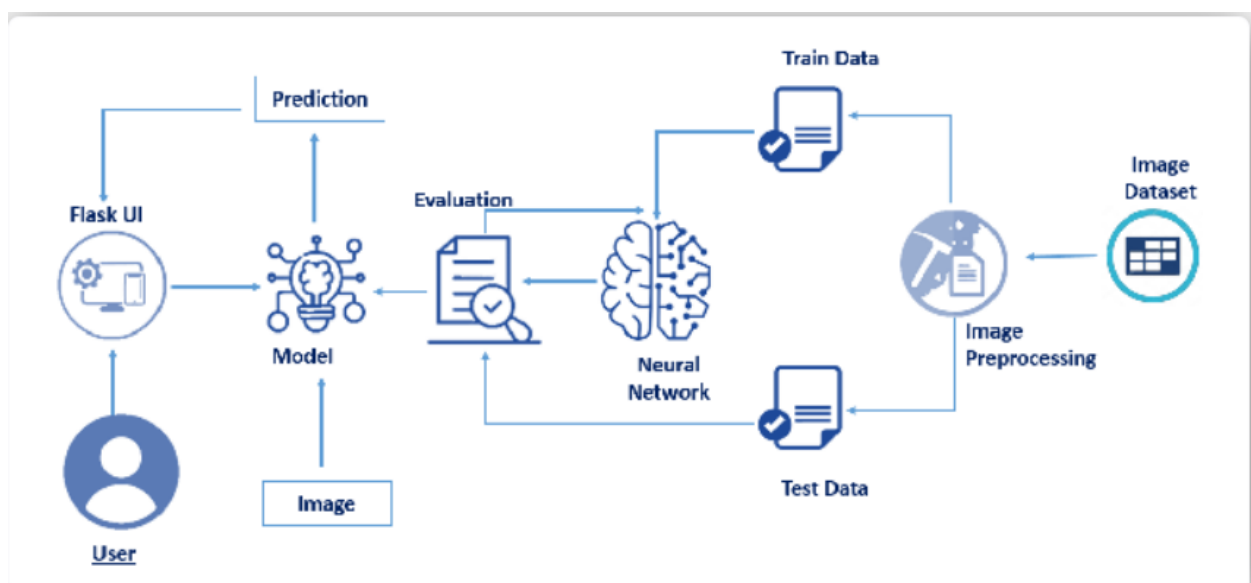 Train Data
Prediction
Image
Dataset
Evaluation
Flask UI
Image
Preprocessing
Model
Neural
Network
Image
Test Data
User